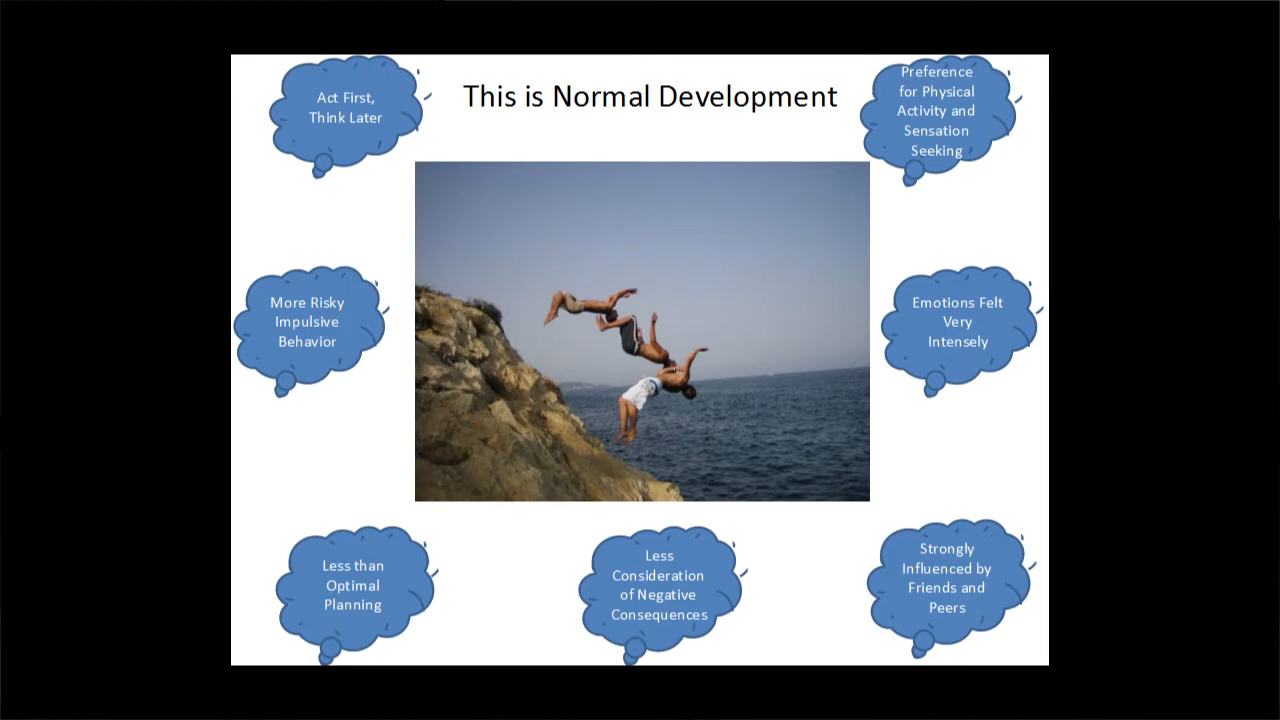 This is Normal Development
Act First,
Think Later
Preference
for Physical
Activity and
Sensation
Seeking
More Risky
Impulsive
Behavior
Emotions Felt
Very
Intensely
Less than
Optimal
Planning
Less
Consideration
of Negative
Consequences
Strongly
Influenced by
Friends and
Peers